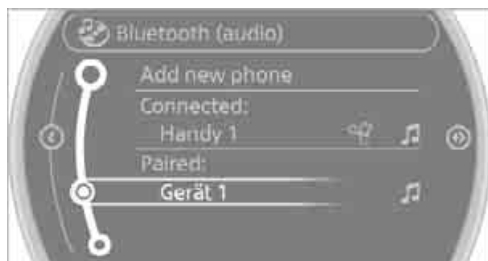 Bluetooth (audio)
Add new phone
Connected:
Handy 1
Paired:
Gerät 1